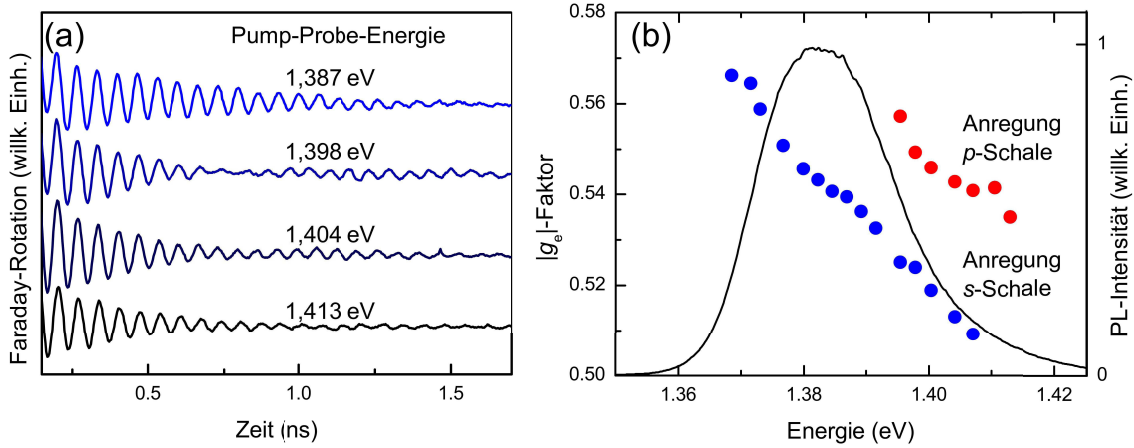 (a)
Pump-Probe-Energie
1,387 eV
1,398 eV
1,404 eV
1,413 eV
Faraday-Rotation (willk. Einh.)
0.5
1.0
1.5
Zeit (ns)
(b)
0.58
0.56
0.54
0.52
0.50
|gₑ|-Faktor
Anregung
p-Schale
Anregung
s-Schale
1
0
PL-Intensität (willk. Einh.)
1.36
1.38
1.40
1.42
Energie (eV)